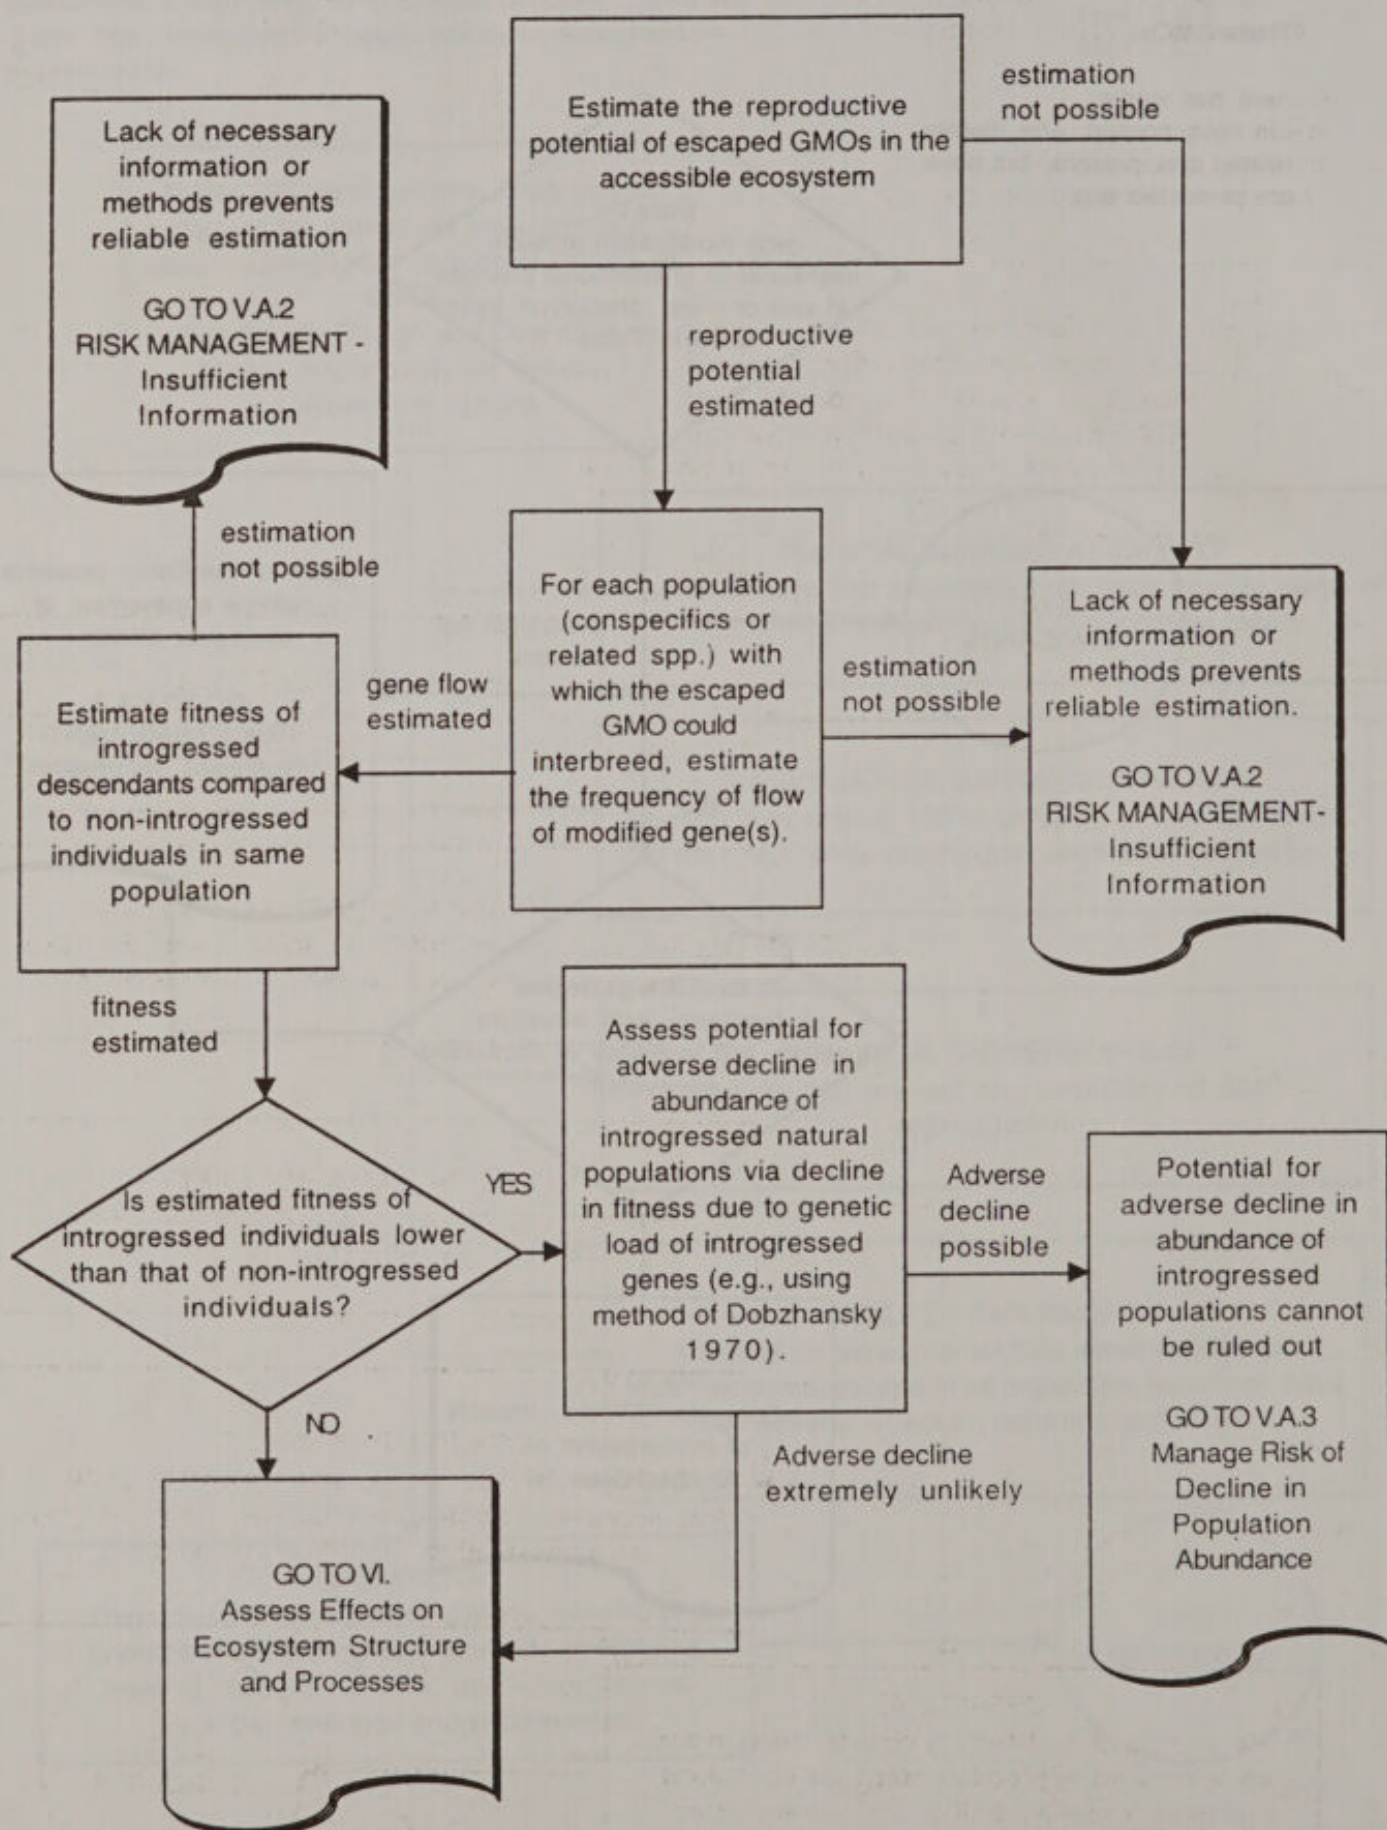 Estimate the reproductive
potential of escaped GMOs in the
accessible ecosystem
estimation
not possible
Lack of necessary
information or
methods prevents
reliable estimation
GO TO V.A.2
RISK MANAGEMENT -
Insufficient
Information
reproductive
potential
estimated
estimation
not possible
For each population
(conspecifics or
related spp.) with
which the escaped
GMO could
interbreed, estimate
the frequency of flow
of modified gene(s).
estimation
not possible
Lack of necessary
information or
methods prevents
reliable estimation.
GO TO V.A.2
RISK MANAGEMENT-
Insufficient
Information
gene flow
estimated
Estimate fitness of
introgressed
descendants compared
to non-introgressed
individuals in same
population
fitness
estimated
Is estimated fitness of
introgressed individuals lower
than that of non-introgressed
individuals?
YES
NO
Assess potential for
adverse decline in
abundance of
introgressed natural
populations via decline
in fitness due to genetic
load of introgressed
genes (e.g., using
method of Dobzhansky
1970).
Adverse
decline
possible
Potential for
adverse decline in
abundance of
introgressed
populations cannot
be ruled out
GO TO V.A.3
Manage Risk of
Decline in
Population
Abundance
Adverse decline
extremely unlikely
GO TO VI.
Assess Effects on
Ecosystem Structure
and Processes